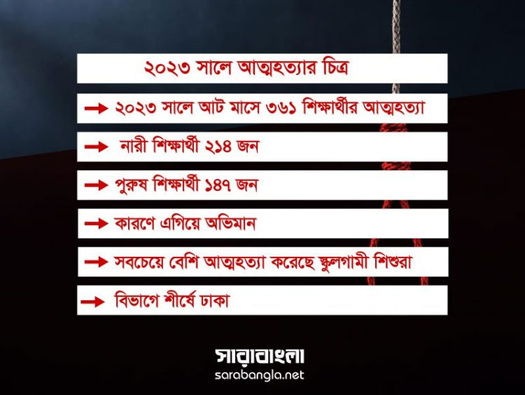 ২০২৩ সালে আত্মহত্যার চিত্র
২০২৩ সালে আট মাসে ৩৬১ শিক্ষার্থীর আত্মহত্যা
নারী শিক্ষার্থী ২১৪ জন
পুরুষ শিক্ষার্থী ১৪৭ জন
কারণে এগিয়ে অভিমান
সবচেয়ে বেশি আত্মহত্যা করেছে স্কুলগামী শিশুরা
বিভাগে শীর্ষে ঢাকা
সারাবাংলা
sarabangla.net